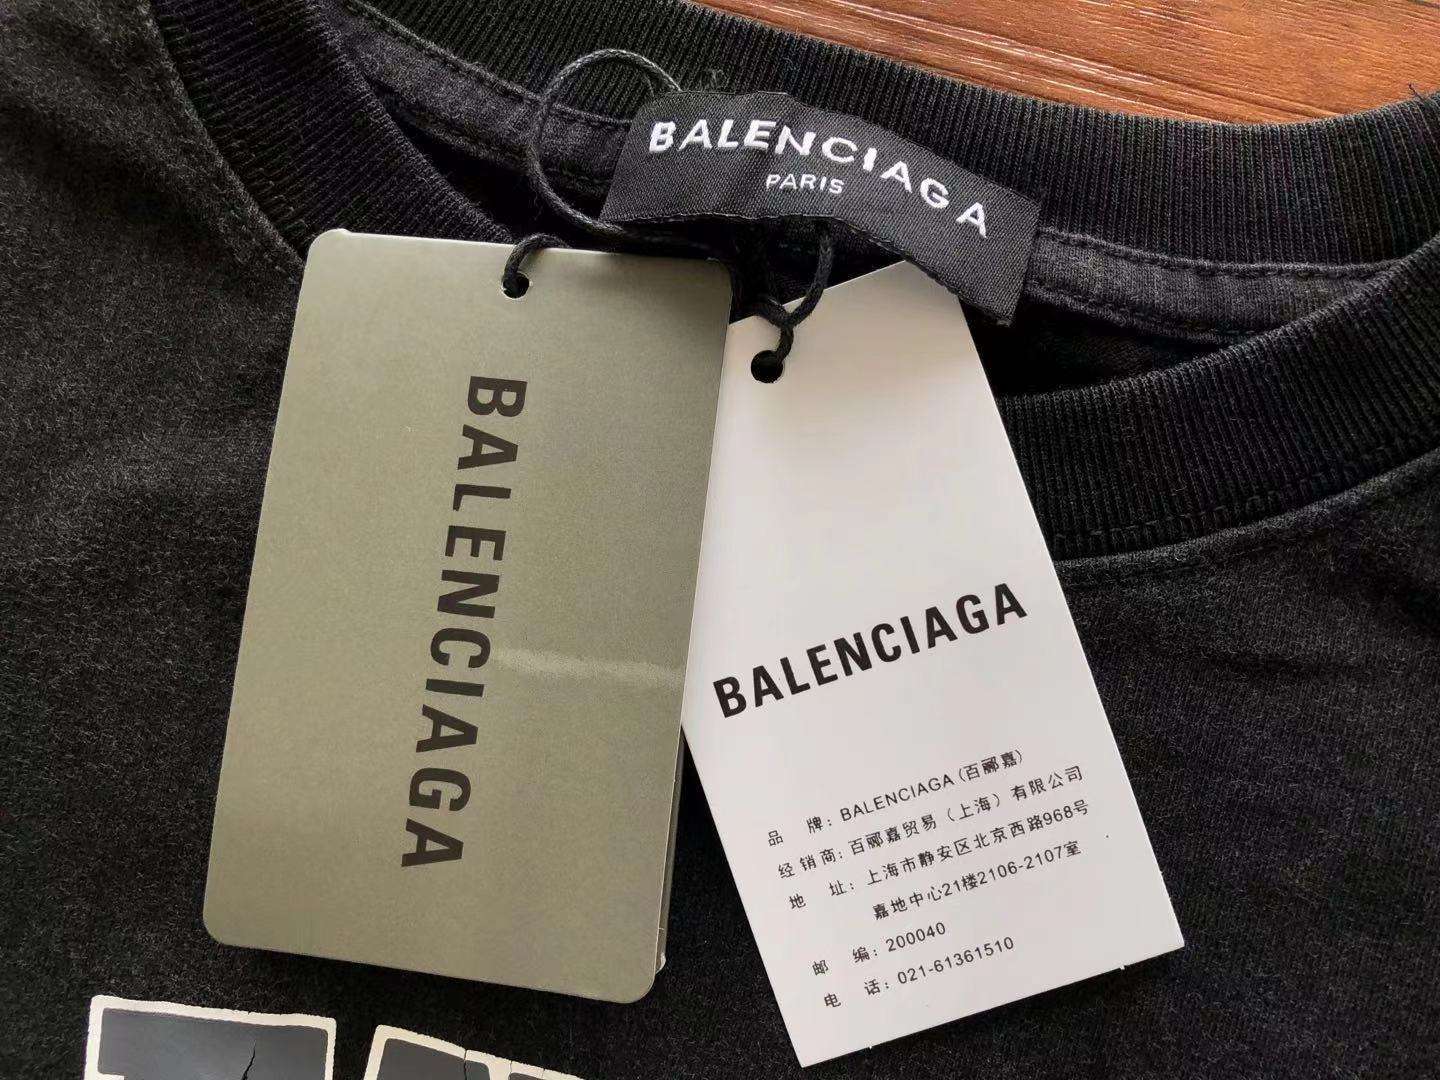 BALENCIAGA
PARIS
BALENCIAGA
BALENCIAGA
品 牌: BALENCIAGA (百郦嘉)
经销商: 百郦嘉贸易(上海)有限公司
地 址: 上海市静安区北京西路968号
嘉地中心21楼2106-2107室
邮 编: 200040
电 话: 021-61361510